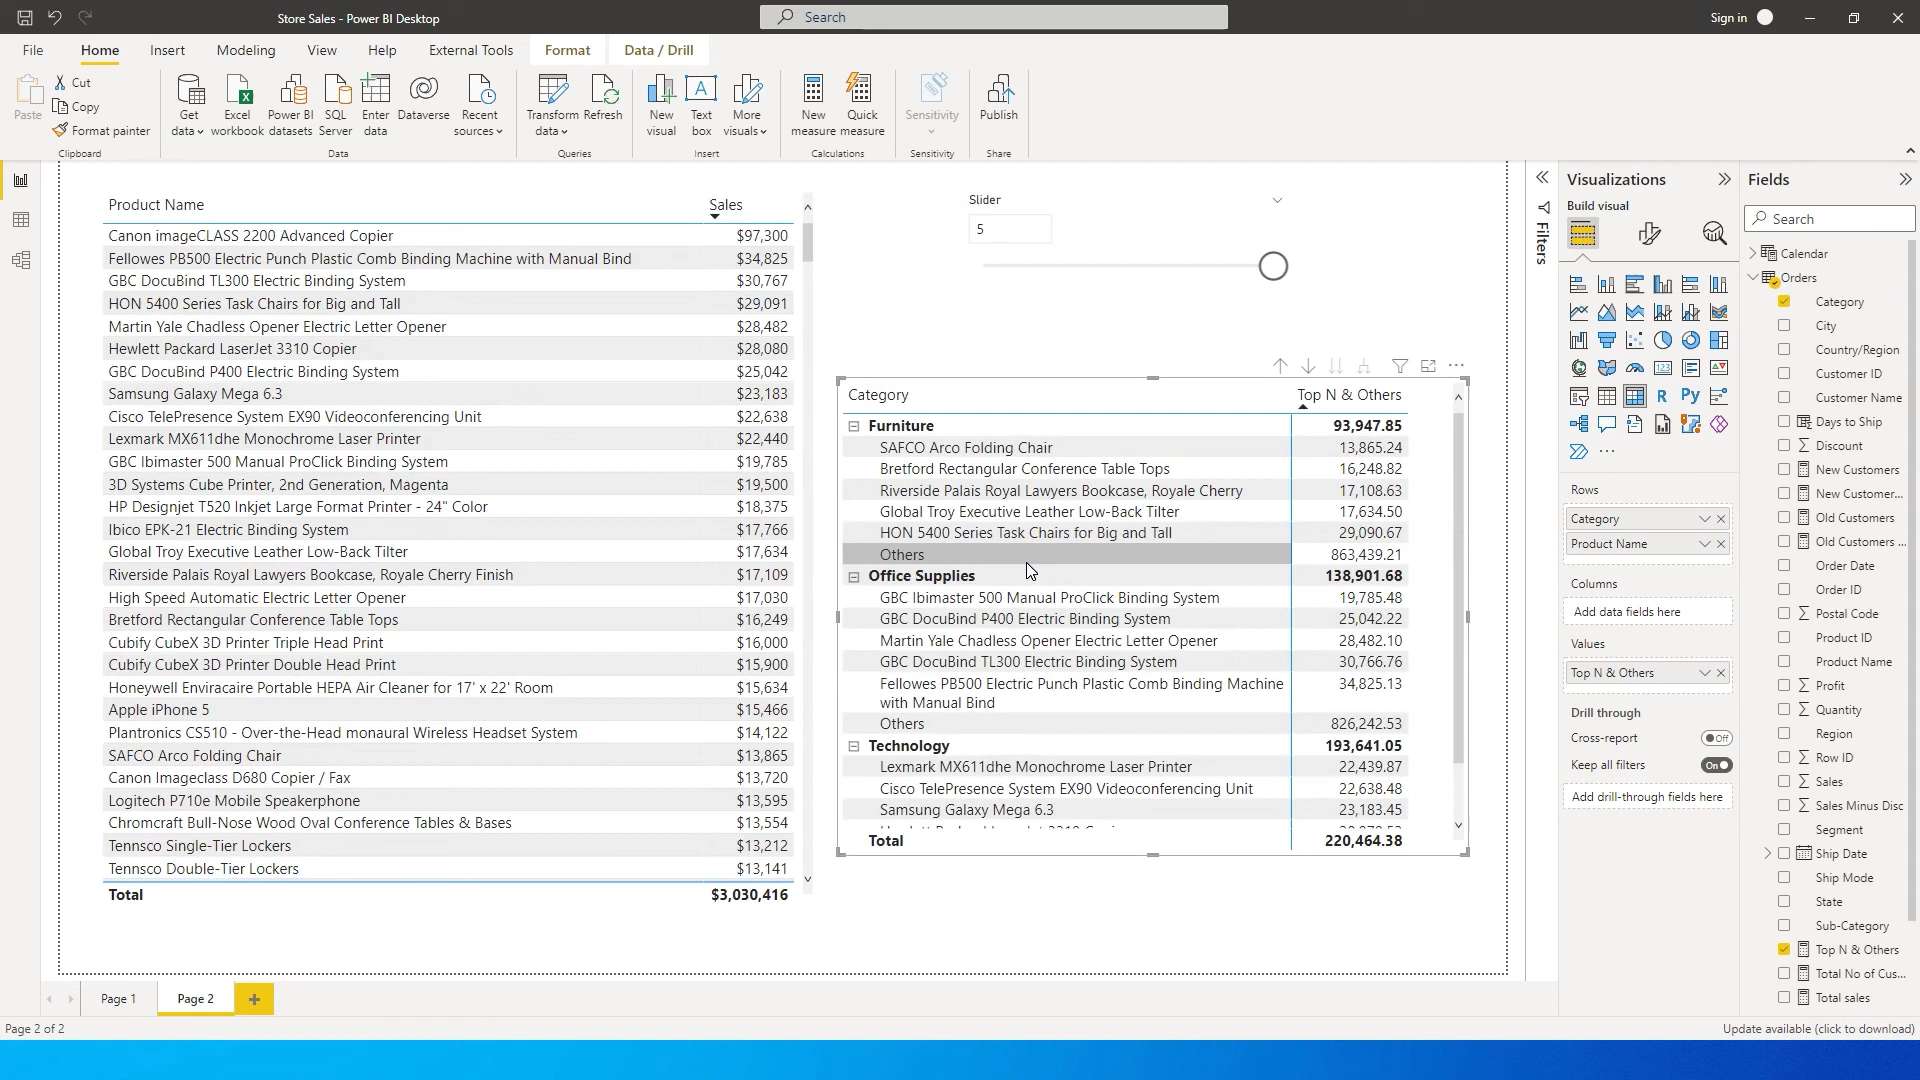 Store Sales - Power BI Desktop
Search
Sign in
File
Home
Insert
Modeling
View
Help
External Tools
Format
Data / Drill
Paste
Cut
Copy
Format painter
Clipboard
Get data
Excel workbook
Power BI datasets
SQL Server
Enter data
Dataverse
Recent sources
Data
Transform data
Refresh
Queries
New visual
Text box
More visuals
Insert
New measure
Quick measure
Calculations
Sensitivity
Sensitivity
Publish
Share
Product Name Sales
Canon imageCLASS 2200 Advanced Copier $97,300
Fellowes PB500 Electric Punch Plastic Comb Binding Machine with Manual Bind $34,825
GBC DocuBind TL300 Electric Binding System $30,767
HON 5400 Series Task Chairs for Big and Tall $29,091
Martin Yale Chadless Opener Electric Letter Opener $28,482
Hewlett Packard LaserJet 3310 Copier $28,080
GBC DocuBind P400 Electric Binding System $25,042
Samsung Galaxy Mega 6.3 $23,183
Cisco TelePresence System EX90 Videoconferencing Unit $22,638
Lexmark MX611dhe Monochrome Laser Printer $22,440
GBC Ibimaster 500 Manual ProClick Binding System $19,785
3D Systems Cube Printer, 2nd Generation, Magenta $19,500
HP Designjet T520 Inkjet Large Format Printer - 24" Color $18,375
Ibico EPK-21 Electric Binding System $17,766
Global Troy Executive Leather Low-Back Tilter $17,634
Riverside Palais Royal Lawyers Bookcase, Royale Cherry Finish $17,109
High Speed Automatic Electric Letter Opener $17,030
Bretford Rectangular Conference Table Tops $16,249
Cubify CubeX 3D Printer Triple Head Print $16,000
Cubify CubeX 3D Printer Double Head Print $15,900
Honeywell Enviracaire Portable HEPA Air Cleaner for 17' x 22' Room $15,634
Apple iPhone 5 $15,466
Plantronics CS510 - Over-the-Head monaural Wireless Headset System $14,122
SAFCO Arco Folding Chair $13,865
Canon Imageclass D680 Copier / Fax $13,720
Logitech P710e Mobile Speakerphone $13,595
Chromcraft Bull-Nose Wood Oval Conference Tables & Bases $13,554
Tennsco Single-Tier Lockers $13,212
Tennsco Double-Tier Lockers $13,141
Total $3,030,416
Slider
5
Category Top N & Others
Furniture 93,947.85
SAFCO Arco Folding Chair 13,865.24
Bretford Rectangular Conference Table Tops 16,248.82
Riverside Palais Royal Lawyers Bookcase, Royale Cherry 17,108.63
Global Troy Executive Leather Low-Back Tilter 17,634.50
HON 5400 Series Task Chairs for Big and Tall 29,090.67
Others 863,439.21
Office Supplies 138,901.68
GBC Ibimaster 500 Manual ProClick Binding System 19,785.48
GBC DocuBind P400 Electric Binding System 25,042.22
Martin Yale Chadless Opener Electric Letter Opener 28,482.10
GBC DocuBind TL300 Electric Binding System 30,766.76
Fellowes PB500 Electric Punch Plastic Comb Binding Machine 34,825.13
with Manual Bind
Others 826,242.53
Technology 193,641.05
Lexmark MX611dhe Monochrome Laser Printer 22,439.87
Cisco TelePresence System EX90 Videoconferencing Unit 22,638.48
Samsung Galaxy Mega 6.3 23,183.45
Total 220,464.38
Filters
Visualizations
Build visual
R
Py
123
Rows
Category
Product Name
Columns
Add data fields here
Values
Top N & Others
Drill through
Cross-report Off
Keep all filters On
Add drill-through fields here
Fields
Search
Calendar
Orders
Category
City
Country/Region
Customer ID
Customer Name
Days to Ship
Discount
New Customers
New Customer...
Old Customers
Old Customers ...
Order Date
Order ID
Postal Code
Product ID
Product Name
Profit
Quantity
Region
Row ID
Sales
Sales Minus Disc
Segment
Ship Date
Ship Mode
State
Sub-Category
Top N & Others
Total No of Cus...
Total sales
Page 1
Page 2
Page 2 of 2
Update available (click to download)